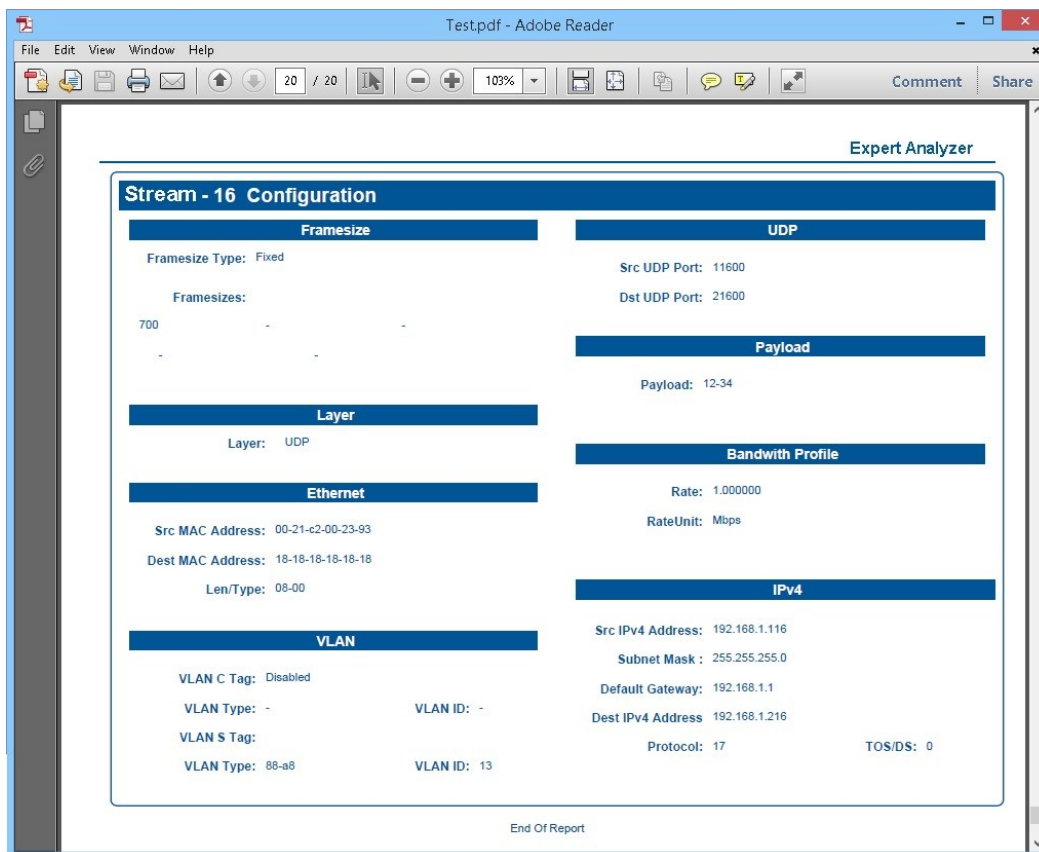 Test.pdf - Adobe Reader
File Edit View Window Help
20 / 20 103% Comment Share
Expert Analyzer
Stream - 16 Configuration
Framesize
Framesize Type: Fixed
Framesizes:
700 - -
- -
Layer
Layer: UDP
Ethernet
Src MAC Address: 00-21-c2-00-23-93
Dest MAC Address: 18-18-18-18-18-18
Len/Type: 08-00
VLAN
VLAN C Tag: Disabled
VLAN Type: - VLAN ID: -
VLAN S Tag:
VLAN Type: 88-a8 VLAN ID: 13
UDP
Src UDP Port: 11600
Dst UDP Port: 21600
Payload
Payload: 12-34
Bandwith Profile
Rate: 1.000000
RateUnit: Mbps
IPv4
Src IPv4 Address: 192.168.1.116
Subnet Mask : 255.255.255.0
Default Gateway: 192.168.1.1
Dest IPv4 Address 192.168.1.216
Protocol: 17 TOS/DS: 0
End Of Report